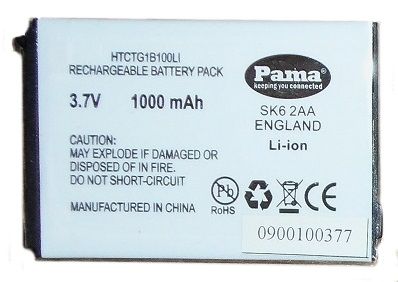 HTCTG1B100LI
RECHARGEABLE BATTERY PACK
3.7V 1000 mAh
MAY EXPLODE IF DAMAGED OR
DISPOSED OF IN FIRE.
DO NOT SHORT-CIRCUIT
MANUFACTURED IN CHINA
Pama
keeping you connected
SK6 2AA
ENGLAND
Li-ion
Pb
RoHS
CE
0900100377